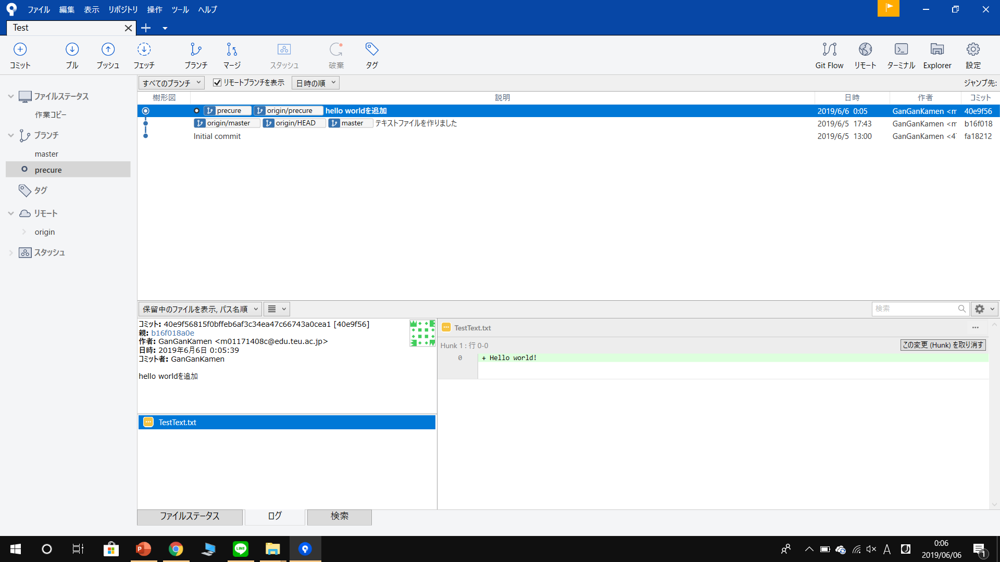 ファイル 編集 表示 リポジトリ 操作 ツール ヘルプ
Test
コミット プル プッシュ フェッチ ブランチ マージ スタッシュ 破棄 タグ Git Flow リモート ターミナル Explorer 設定
すべてのブランチ リモートブランチを表示 日時の順 ジャンプ先:
樹形図 説明 日時 作者 コミット
precure origin/precure hello worldを追加 2019/6/6 0:05 GanGanKamen <m 40e9f56
origin/master origin/HEAD master テキストファイルを作りました 2019/6/5 17:43 GanGanKamen <m b16f018
Initial commit 2019/6/5 13:00 GanGanKamen <4 fa18212
ファイルステータス
作業コピー
ブランチ
master
precure
タグ
リモート
origin
スタッシュ
保留中のファイルを表示, パス名順 検索
コミット: 40e9f56815f0bffeb6af3c34ea47c66743a0cea1 [40e9f56]
親: b16f018a0e
作者: GanGanKamen <m01171408c@edu.teu.ac.jp>
日時: 2019年6月6日 0:05:39
コミット者: GanGanKamen
hello worldを追加
TestText.txt
TestText.txt
Hunk 1 : 行 0-0 この変更 (Hunk) を取り消す
0 + Hello world!
ファイルステータス ログ 検索
P LINE A J 0:06
2019/06/06
1